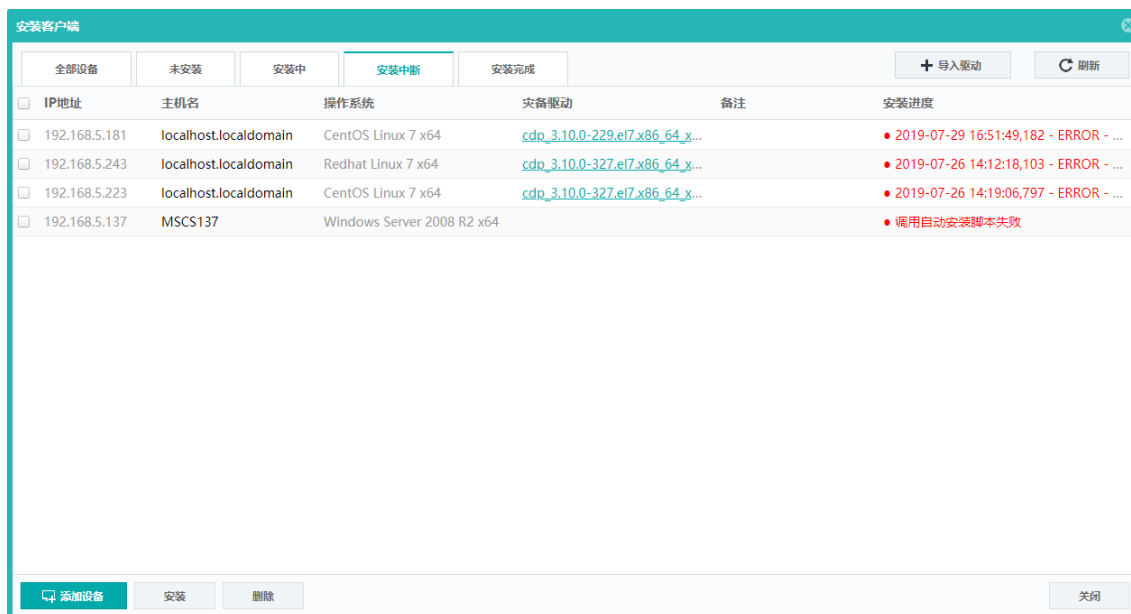 安装客户端
全部设备 未安装 安装中 安装中断 安装完成 导入驱动 刷新
IP地址 主机名 操作系统 灾备驱动 备注 安装进度
192.168.5.181 localhost.localdomain CentOS Linux 7 x64 cdp_3.10.0-229.el7.x86_64_x... 2019-07-29 16:51:49,182 - ERROR - ...
192.168.5.243 localhost.localdomain Redhat Linux 7 x64 cdp_3.10.0-327.el7.x86_64_x... 2019-07-26 14:12:18,103 - ERROR - ...
192.168.5.223 localhost.localdomain CentOS Linux 7 x64 cdp_3.10.0-327.el7.x86_64_x... 2019-07-26 14:19:06,797 - ERROR - ...
192.168.5.137 MSCS137 Windows Server 2008 R2 x64 调用自动安装脚本失败
添加设备 安装 删除 关闭